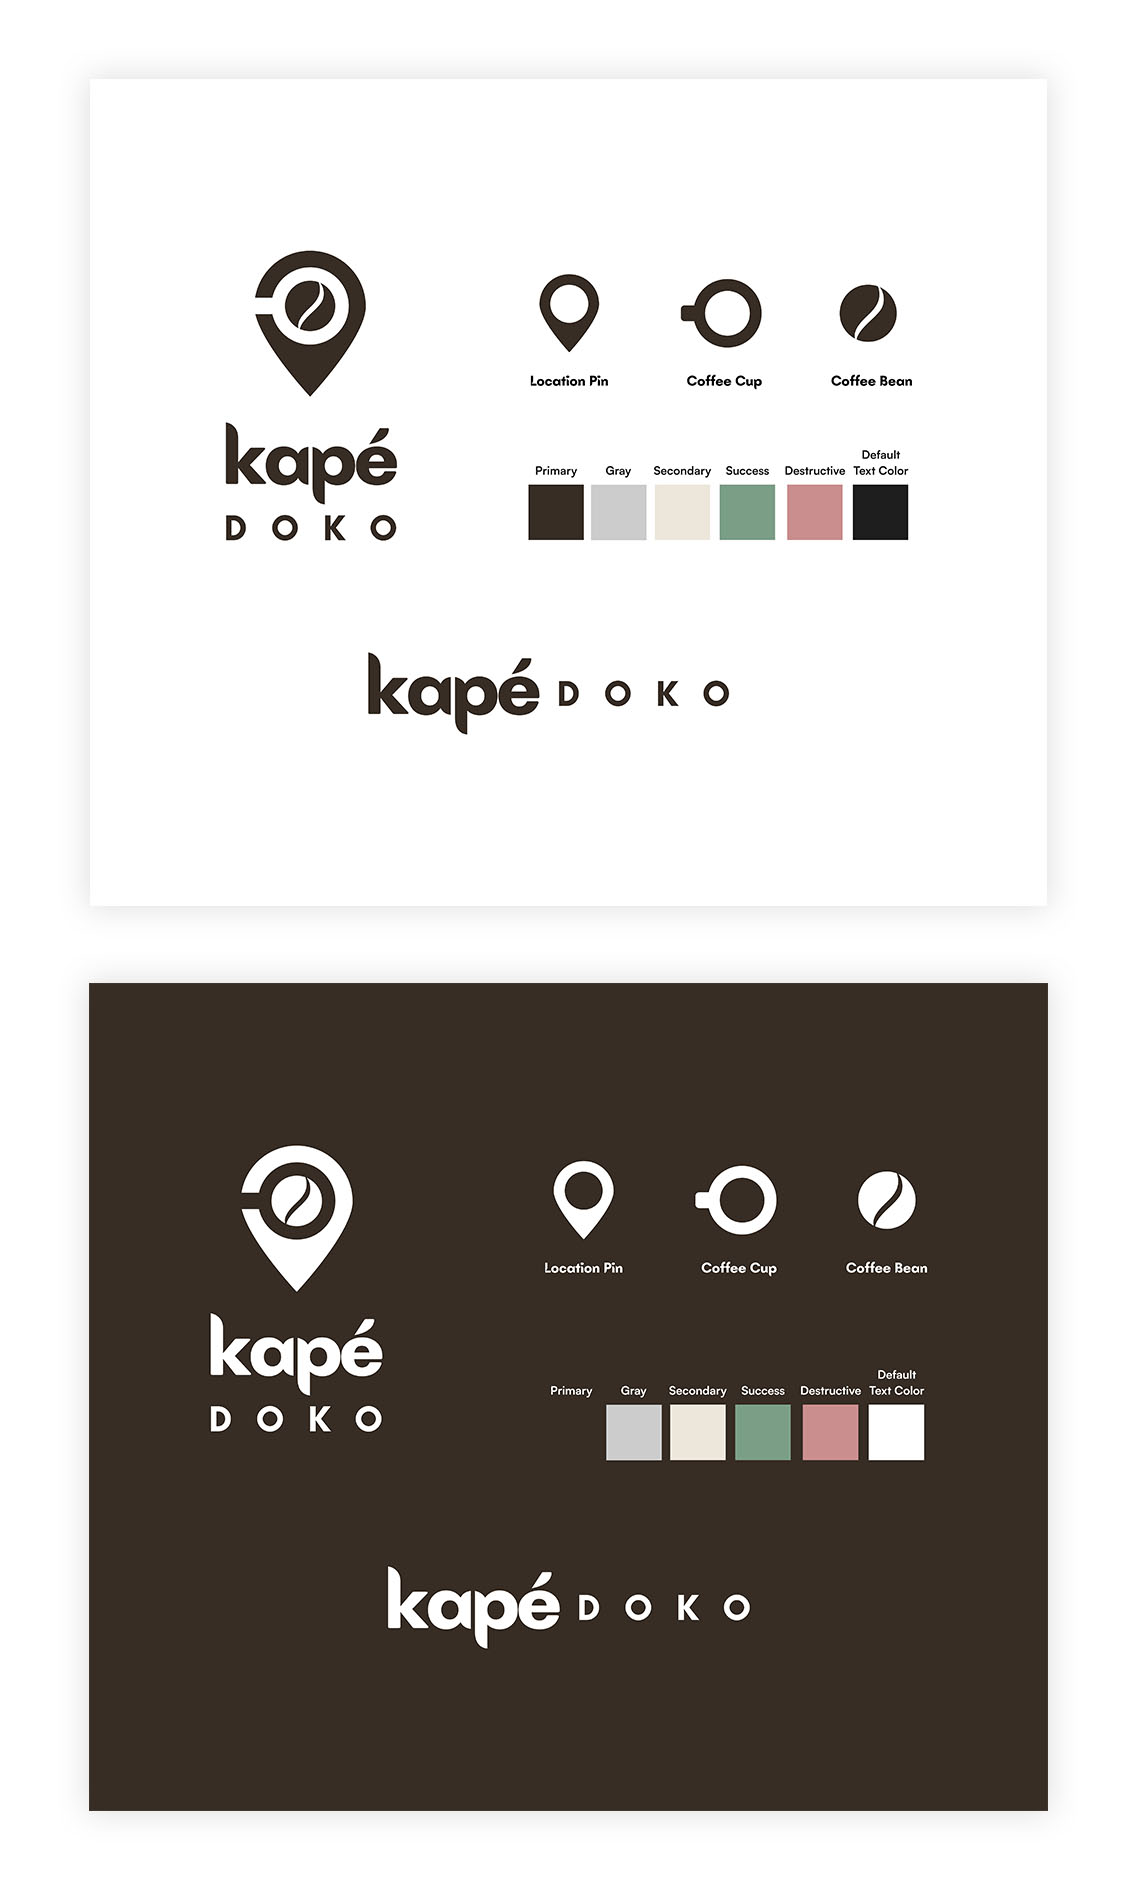 kapé
DOKO
Location Pin
Coffee Cup
Coffee Bean
Primary
Gray
Secondary
Success
Destructive
Default
Text Color
kapé DOKO
kapé
DOKO
Location Pin
Coffee Cup
Coffee Bean
Primary
Gray
Secondary
Success
Destructive
Default
Text Color
kapé DOKO